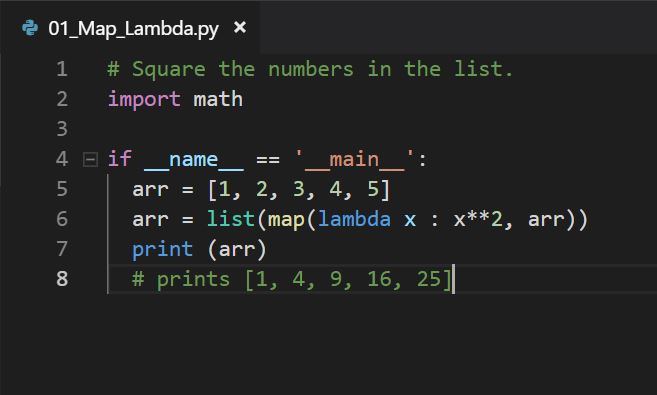 01_Map_Lambda.py ×
1 # Square the numbers in the list.
2 import math
3
4 if __name__ == '__main__':
5 arr = [1, 2, 3, 4, 5]
6 arr = list(map(lambda x : x**2, arr))
7 print (arr)
8 # prints [1, 4, 9, 16, 25]